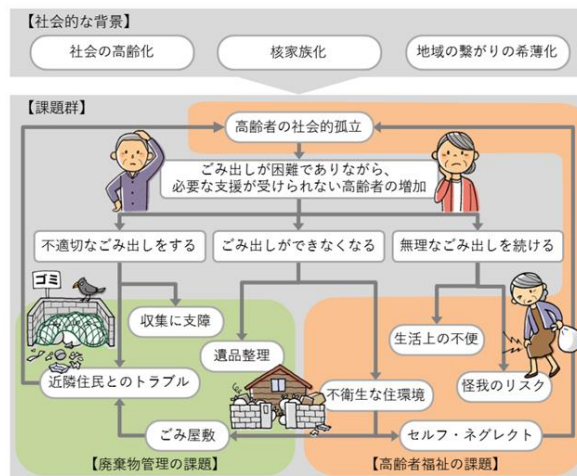 【社会的な背景】
社会の高齢化
核家族化
地域の繋がりの希薄化
【課題群】
高齢者の社会的孤立
ごみ出しが困難でありながら、
必要な支援が受けられない高齢者の増加
不適切なごみ出しをする
ごみ出しができなくなる
無理なごみ出しを続ける
ゴミ
収集に支障
生活上の不便
遺品整理
近隣住民とのトラブル
不衛生な住環境
怪我のリスク
ごみ屋敷
セルフ・ネグレクト
【廃棄物管理の課題】
【高齢者福祉の課題】